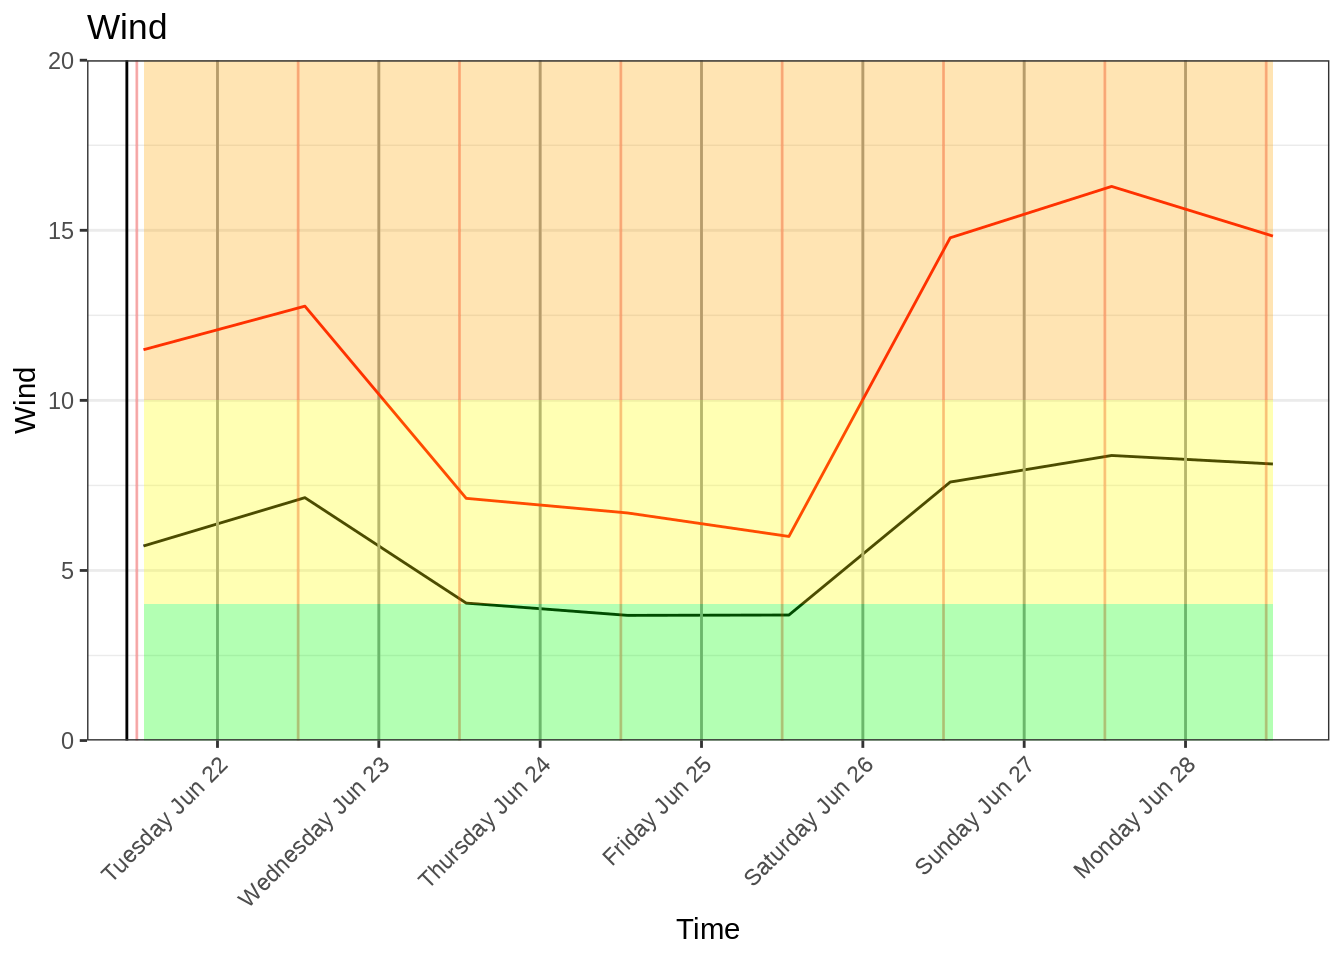 Wind
20
15
10
5
0
Wind
Tuesday Jun 22
Wednesday Jun 23
Thursday Jun 24
Friday Jun 25
Saturday Jun 26
Sunday Jun 27
Monday Jun 28
Time